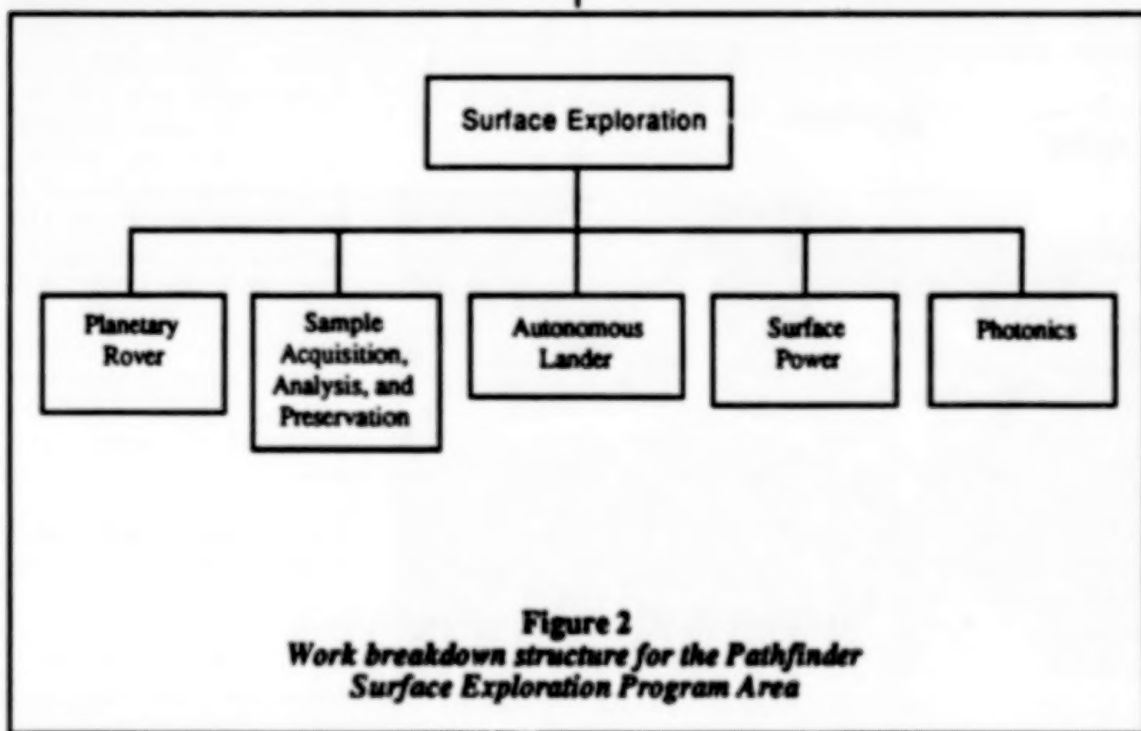 Surface Exploration
Planetary
Rover
Sample
Acquisition,
Analysis, and
Preservation
Autonomous
Lander
Surface
Power
Photonics
Figure 2
Work breakdown structure for the Pathfinder
Surface Exploration Program Area